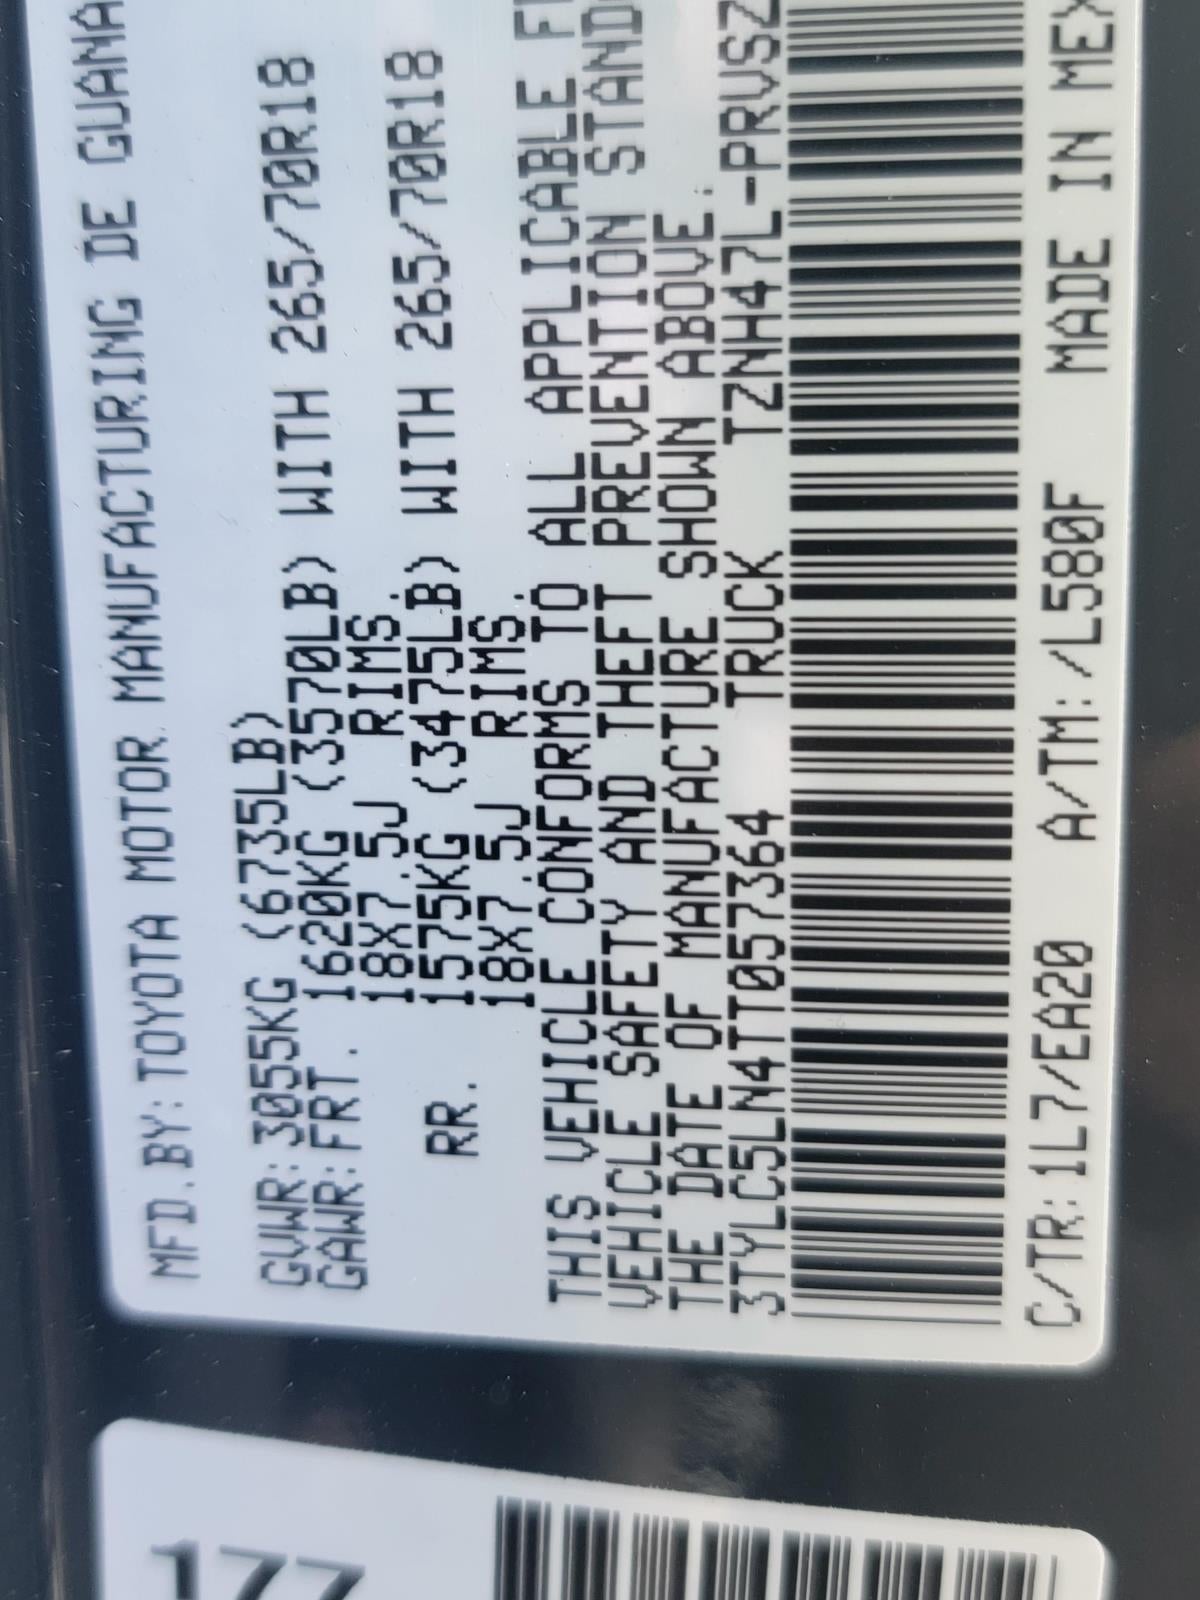 MFD.BY:TOYOTA MOTOR MANUFACTURING DE GUANA
GVWR:3055KG (6735LB)
GAWR:FRT. 1620KG (3570LB) WITH 265/70R18
18X7.5J RIMS.
RR. 1575KG (3475LB) WITH 265/70R18
18X7.5J RIMS.
THIS VEHICLE CONFORMS TO ALL APPLICABLE F
VEHICLE SAFETY AND THEFT PREVENTION STAND
THE DATE OF MANUFACTURE SHOWN ABOVE.
3TYLC5LN4TT057364 TRUCK TZNH47L-PRVSZ
C/TR:1L7/EA20 A/TM:/L580F MADE IN MEX
177